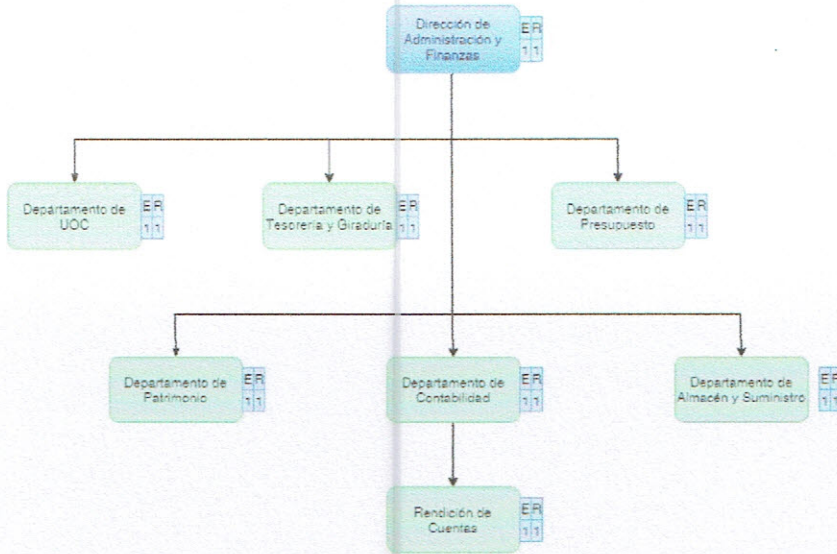 Dirección de
Administración y
Finanzas
E R
1 1
Departamento de
UOC
E R
1 1
Departamento de
Tesorería y Giraduría
E R
1 1
Departamento de
Presupuesto
E R
1 1
Departamento de
Patrimonio
E R
1 1
Departamento de
Contabilidad
E R
1 1
Departamento de
Almacén y Suministro
E R
1 1
Rendición de
Cuentas
E R
1 1